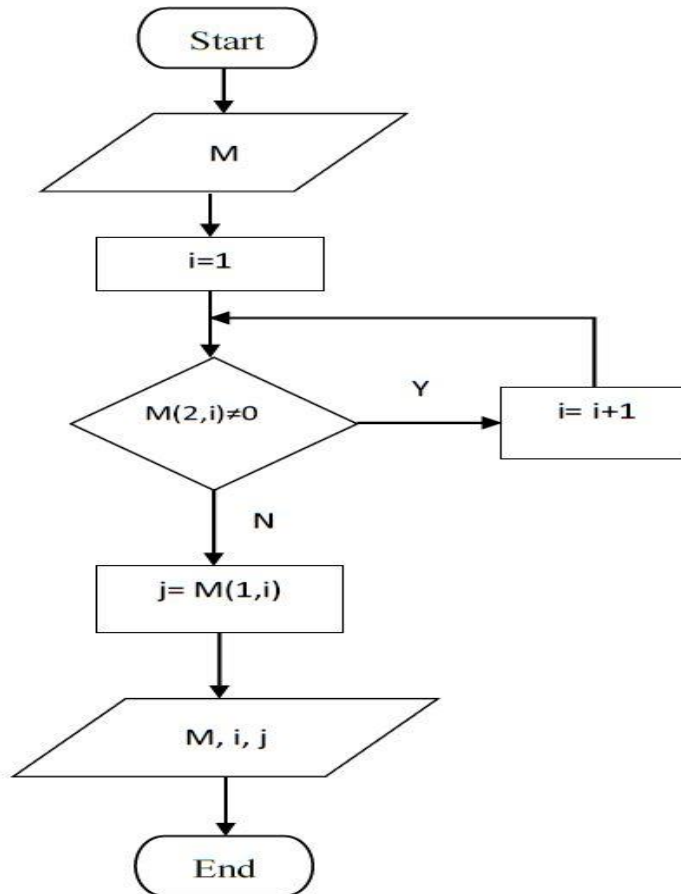 Start
M
i=1
M(2,i)≠0
Y
i= i+1
N
j= M(1,i)
M, i, j
End